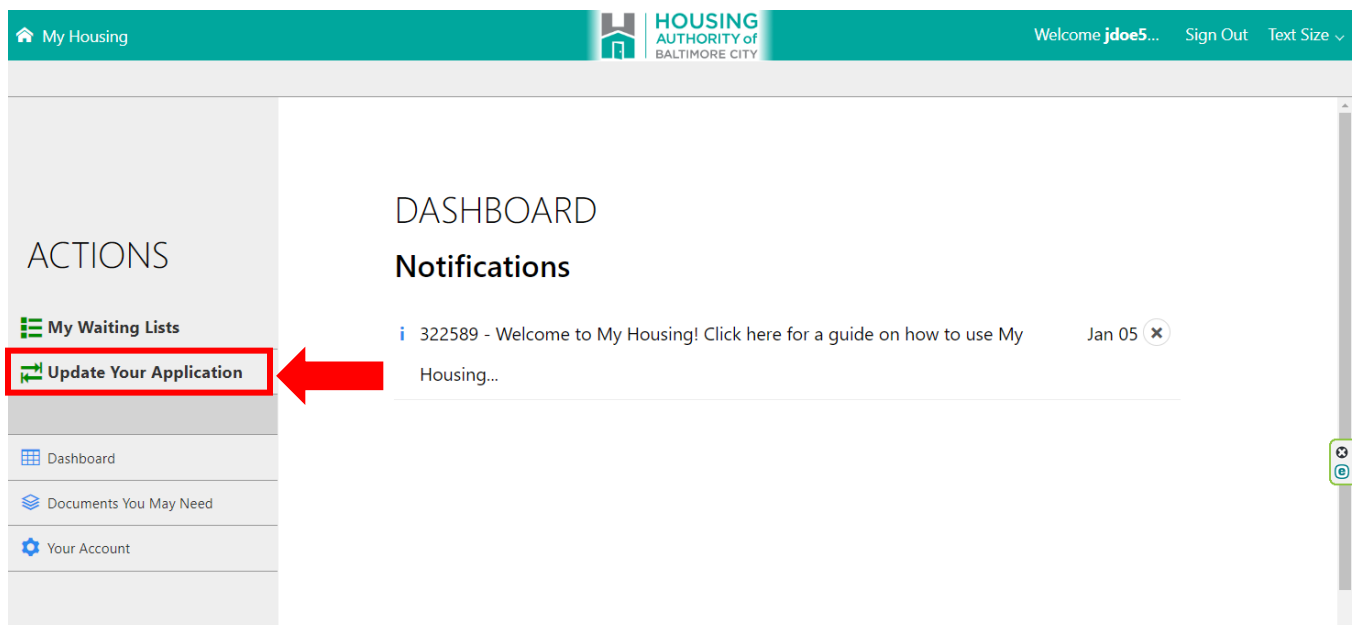 My Housing
HOUSING
AUTHORITY of
BALTIMORE CITY
Welcome jdoe5...
Sign Out
Text Size
ACTIONS
My Waiting Lists
Update Your Application
Dashboard
Documents You May Need
Your Account
DASHBOARD
Notifications
i 322589 - Welcome to My Housing! Click here for a guide on how to use My
Housing...
Jan 05
e